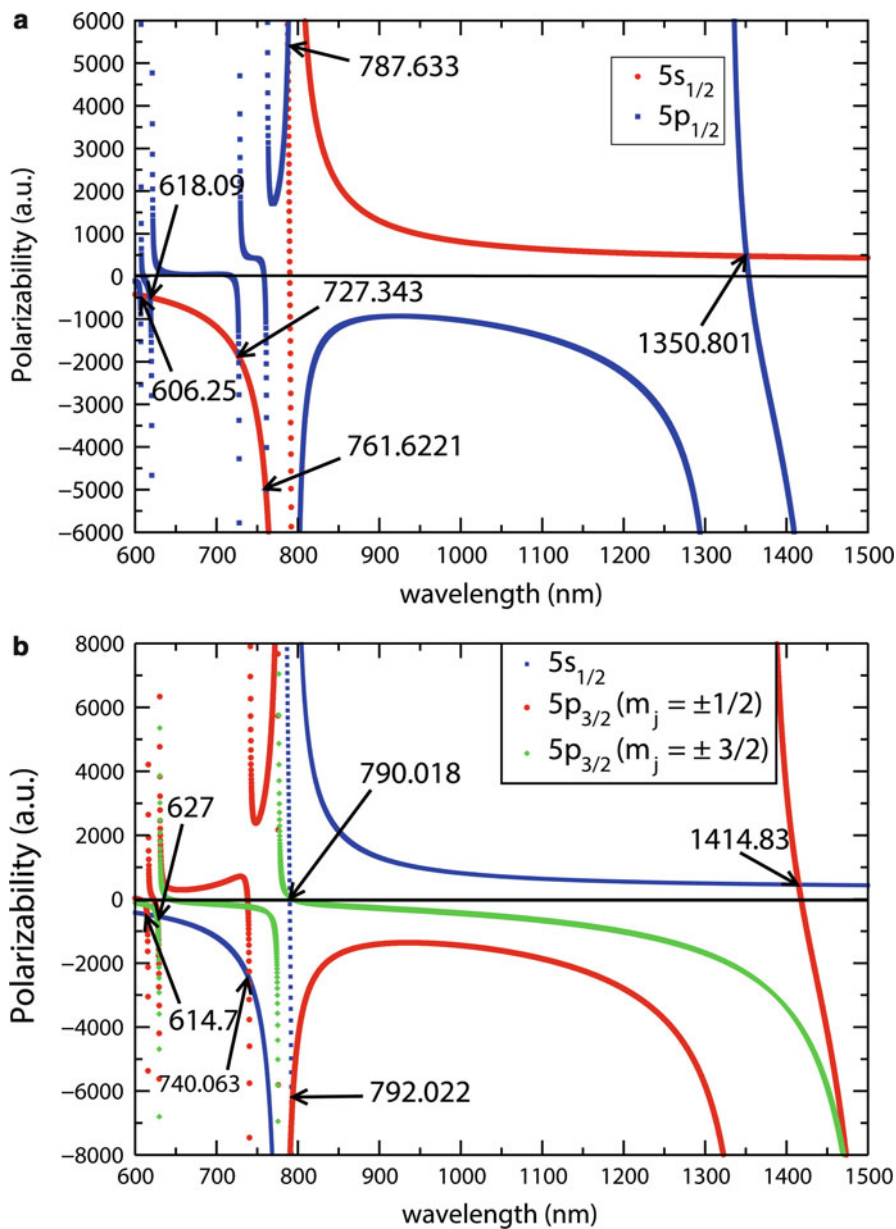 a
6000
5000
4000
3000
2000
1000
0
−1000
−2000
−3000
−4000
−5000
−6000
Polarizability (a.u.)
787.633
5s1/2
5p1/2
618.09
727.343
606.25
761.6221
1350.801
600 700 800 900 1000 1100 1200 1300 1400 1500
wavelength (nm)
b
8000
6000
4000
2000
0
−2000
−4000
−6000
−8000
Polarizability (a.u.)
5s1/2
5p3/2 (mj = ±1/2)
5p3/2 (mj = ± 3/2)
790.018
627
1414.83
614.7
740.063
792.022
600 700 800 900 1000 1100 1200 1300 1400 1500
wavelength (nm)